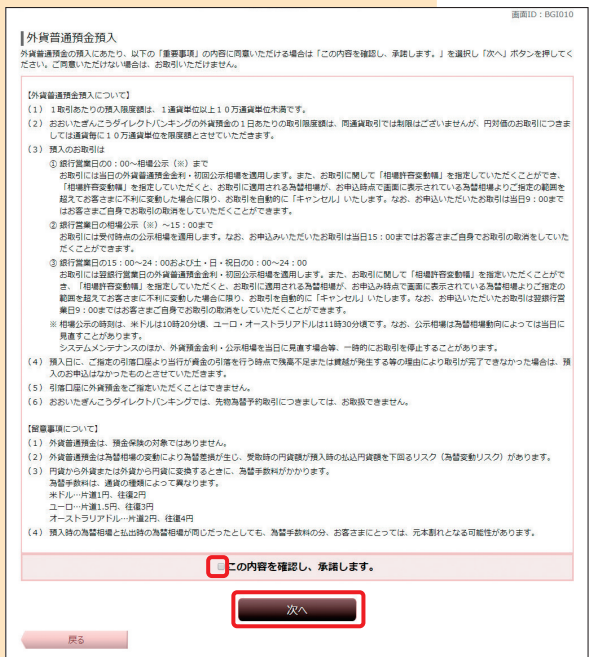 画面ID：BGI010
外貨普通預金預入
外貨普通預金の預入にあたり、以下の「重要事項」の内容に同意いただける場合は「この内容を確認し、承諾します。」を選択し「次へ」ボタンを押してく
ださい。ご同意いただけない場合は、お取引いただけません。
【外貨普通預金預入について】
（１） １取引あたりの預入限度額は、１通貨単位以上１０万通貨単位未満です。
（２） おおいたぎんこうダイレクトバンキングの外貨預金の１日あたりの取引限度額は、同通貨取引では制限はございませんが、円対価のお取引につきま
しては通貨毎に１０万通貨単位を限度額とさせていただきます。
（３） 預入のお取引は
① 銀行営業日の0：00～相場公示（※）まで
お取引には当日の外貨普通預金金利・初回公示相場を適用します。また、お取引に関して「相場許容変動幅」を指定していただくことができ、
「相場許容変動幅」を指定していただくと、お取引に適用される為替相場が、お申込時点で画面に表示されている為替相場よりご指定の範囲を
超えてお客さまに不利に変動した場合に限り、お取引を自動的に「キャンセル」いたします。なお、お申込いただいたお取引は当日9：00まで
はお客さまご自身でお取引の取消をしていただくことができます。
② 銀行営業日の相場公示（※）～15：00まで
お取引には受付時点の公示相場を適用します。なお、お申込みいただいたお取引は当日15：00まではお客さまご自身でお取引の取消をしていた
だくことができます。
③ 銀行営業日の15：00～24：00および土・日・祝日の0：00～24：00
お取引には翌銀行営業日の外貨普通預金金利・初回公示相場を適用します。また、お取引に関して「相場許容変動幅」を指定いただくことがで
き、「相場許容変動幅」を指定していただくと、お取引に適用される為替相場が、お申込み時点で画面に表示されている為替相場よりご指定の
範囲を超えてお客さまに不利に変動した場合に限り、お取引を自動的に「キャンセル」いたします。なお、お申込いただいたお取引は翌銀行営
業日9：00まではお客さまご自身でお取引の取消をしていただくことができます。
※ 相場公示の時刻は、米ドルは10時20分頃、ユーロ・オーストラリアドルは11時30分頃です。なお、公示相場は為替相場動向によっては当日に
見直すことがあります。
システムメンテナンスのほか、外貨預金金利・公示相場を当日に見直す場合等、一時的にお取引を停止することがあります。
（４） 預入日に、ご指定の引落口座より当行が資金の引落を行う時点で残高不足または貸越が発生する等の理由により取引が完了できなかった場合は、預
入のお申込はなかったものとさせていただきます。
（５） 引落口座に外貨預金をご指定いただくことはできません。
（６） おおいたぎんこうダイレクトバンキングでは、先物為替予約取引につきましては、お取扱できません。
【留意事項について】
（１） 外貨普通預金は、預金保険の対象ではありません。
（２） 外貨普通預金は為替相場の変動により為替差損が生じ、受取時の円貨額が預入時の払込円貨額を下回るリスク（為替変動リスク）があります。
（３） 円貨から外貨または外貨から円貨に変換するときに、為替手数料がかかります。
為替手数料は、通貨の種類によって異なります。
米ドル…片道1円、往復2円
ユーロ…片道1.5円、往復3円
オーストラリアドル…片道2円、往復4円
（４） 預入時の為替相場と払出時の為替相場が同じだったとしても、為替手数料の分、お客さまにとっては、元本割れとなる可能性があります。
この内容を確認し、承諾します。
次へ
戻る